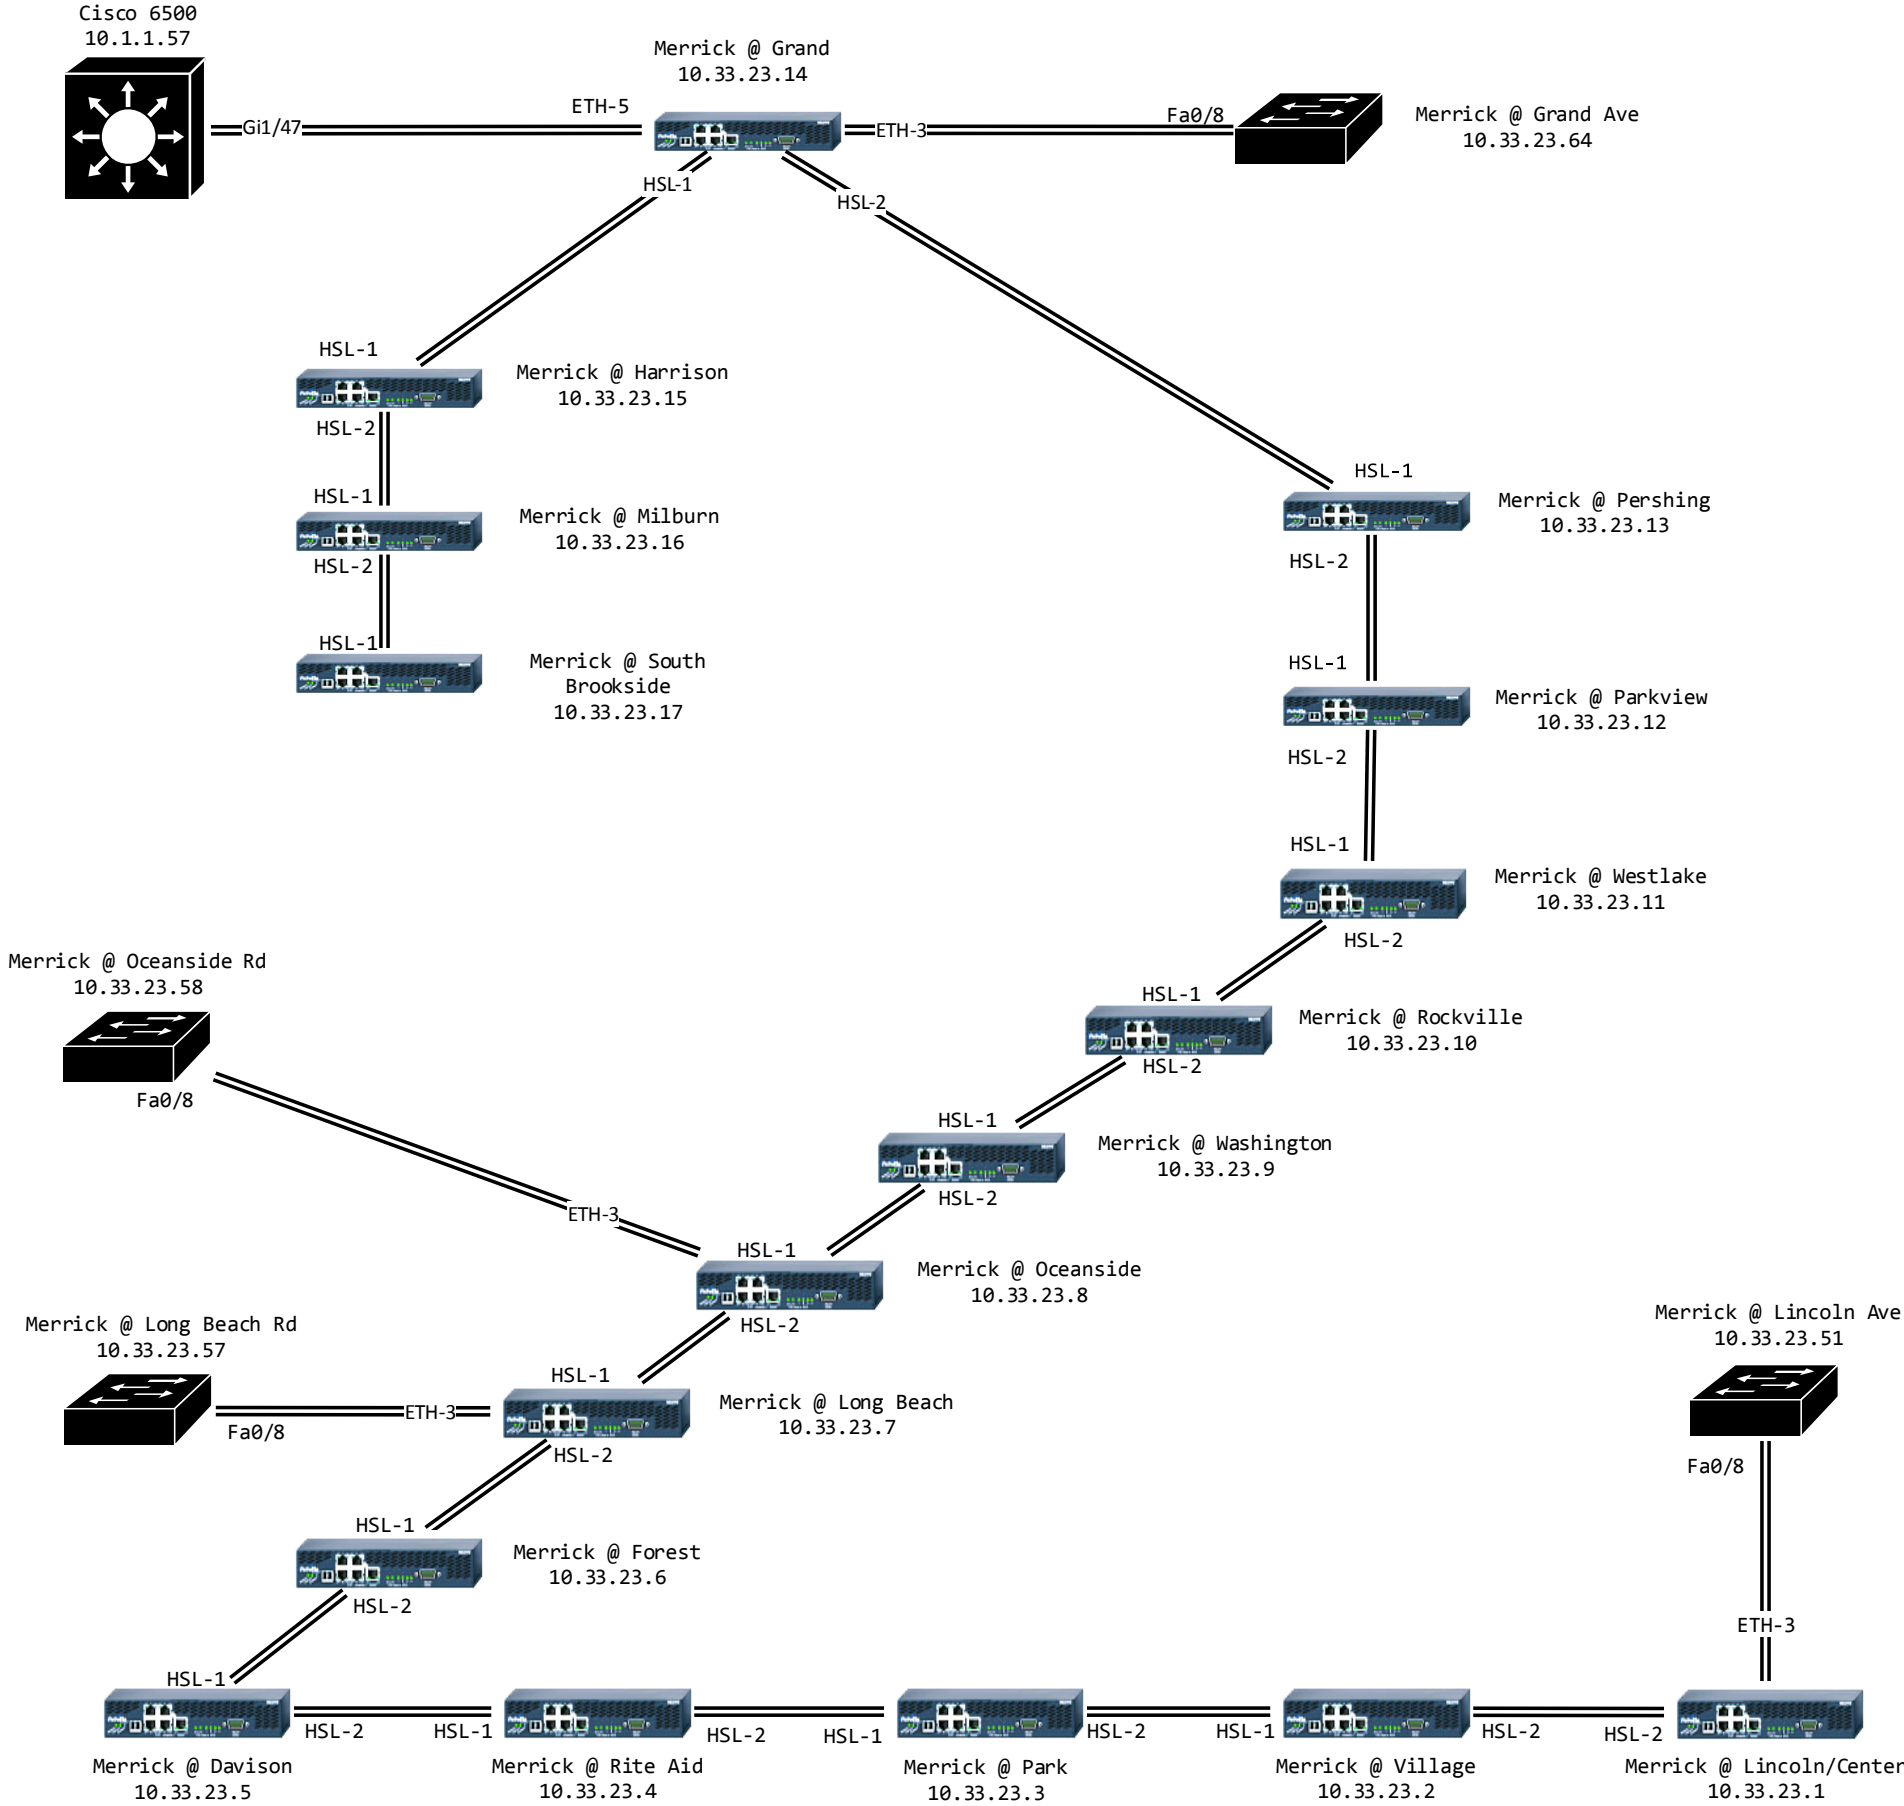 Cisco 6500
10.1.1.57
Gi1/47
ETH-5
Merrick @ Grand
10.33.23.14
ETH-3
Fa0/8
Merrick @ Grand Ave
10.33.23.64
HSL-1
HSL-2
HSL-1
Merrick @ Harrison
10.33.23.15
HSL-2
HSL-1
Merrick @ Milburn
10.33.23.16
HSL-2
HSL-1
Merrick @ South
Brookside
10.33.23.17
HSL-1
Merrick @ Pershing
10.33.23.13
HSL-2
HSL-1
Merrick @ Parkview
10.33.23.12
HSL-2
HSL-1
Merrick @ Westlake
10.33.23.11
HSL-2
HSL-1
Merrick @ Rockville
10.33.23.10
HSL-2
HSL-1
Merrick @ Washington
10.33.23.9
HSL-2
Merrick @ Oceanside Rd
10.33.23.58
Fa0/8
ETH-3
HSL-1
Merrick @ Oceanside
10.33.23.8
HSL-2
Merrick @ Long Beach Rd
10.33.23.57
Fa0/8
ETH-3
HSL-1
Merrick @ Long Beach
10.33.23.7
HSL-2
HSL-1
Merrick @ Forest
10.33.23.6
HSL-2
Merrick @ Lincoln Ave
10.33.23.51
Fa0/8
ETH-3
HSL-1
HSL-2
HSL-1
HSL-2
HSL-1
HSL-2
HSL-1
HSL-2
HSL-2
Merrick @ Davison
10.33.23.5
Merrick @ Rite Aid
10.33.23.4
Merrick @ Park
10.33.23.3
Merrick @ Village
10.33.23.2
Merrick @ Lincoln/Center
10.33.23.1